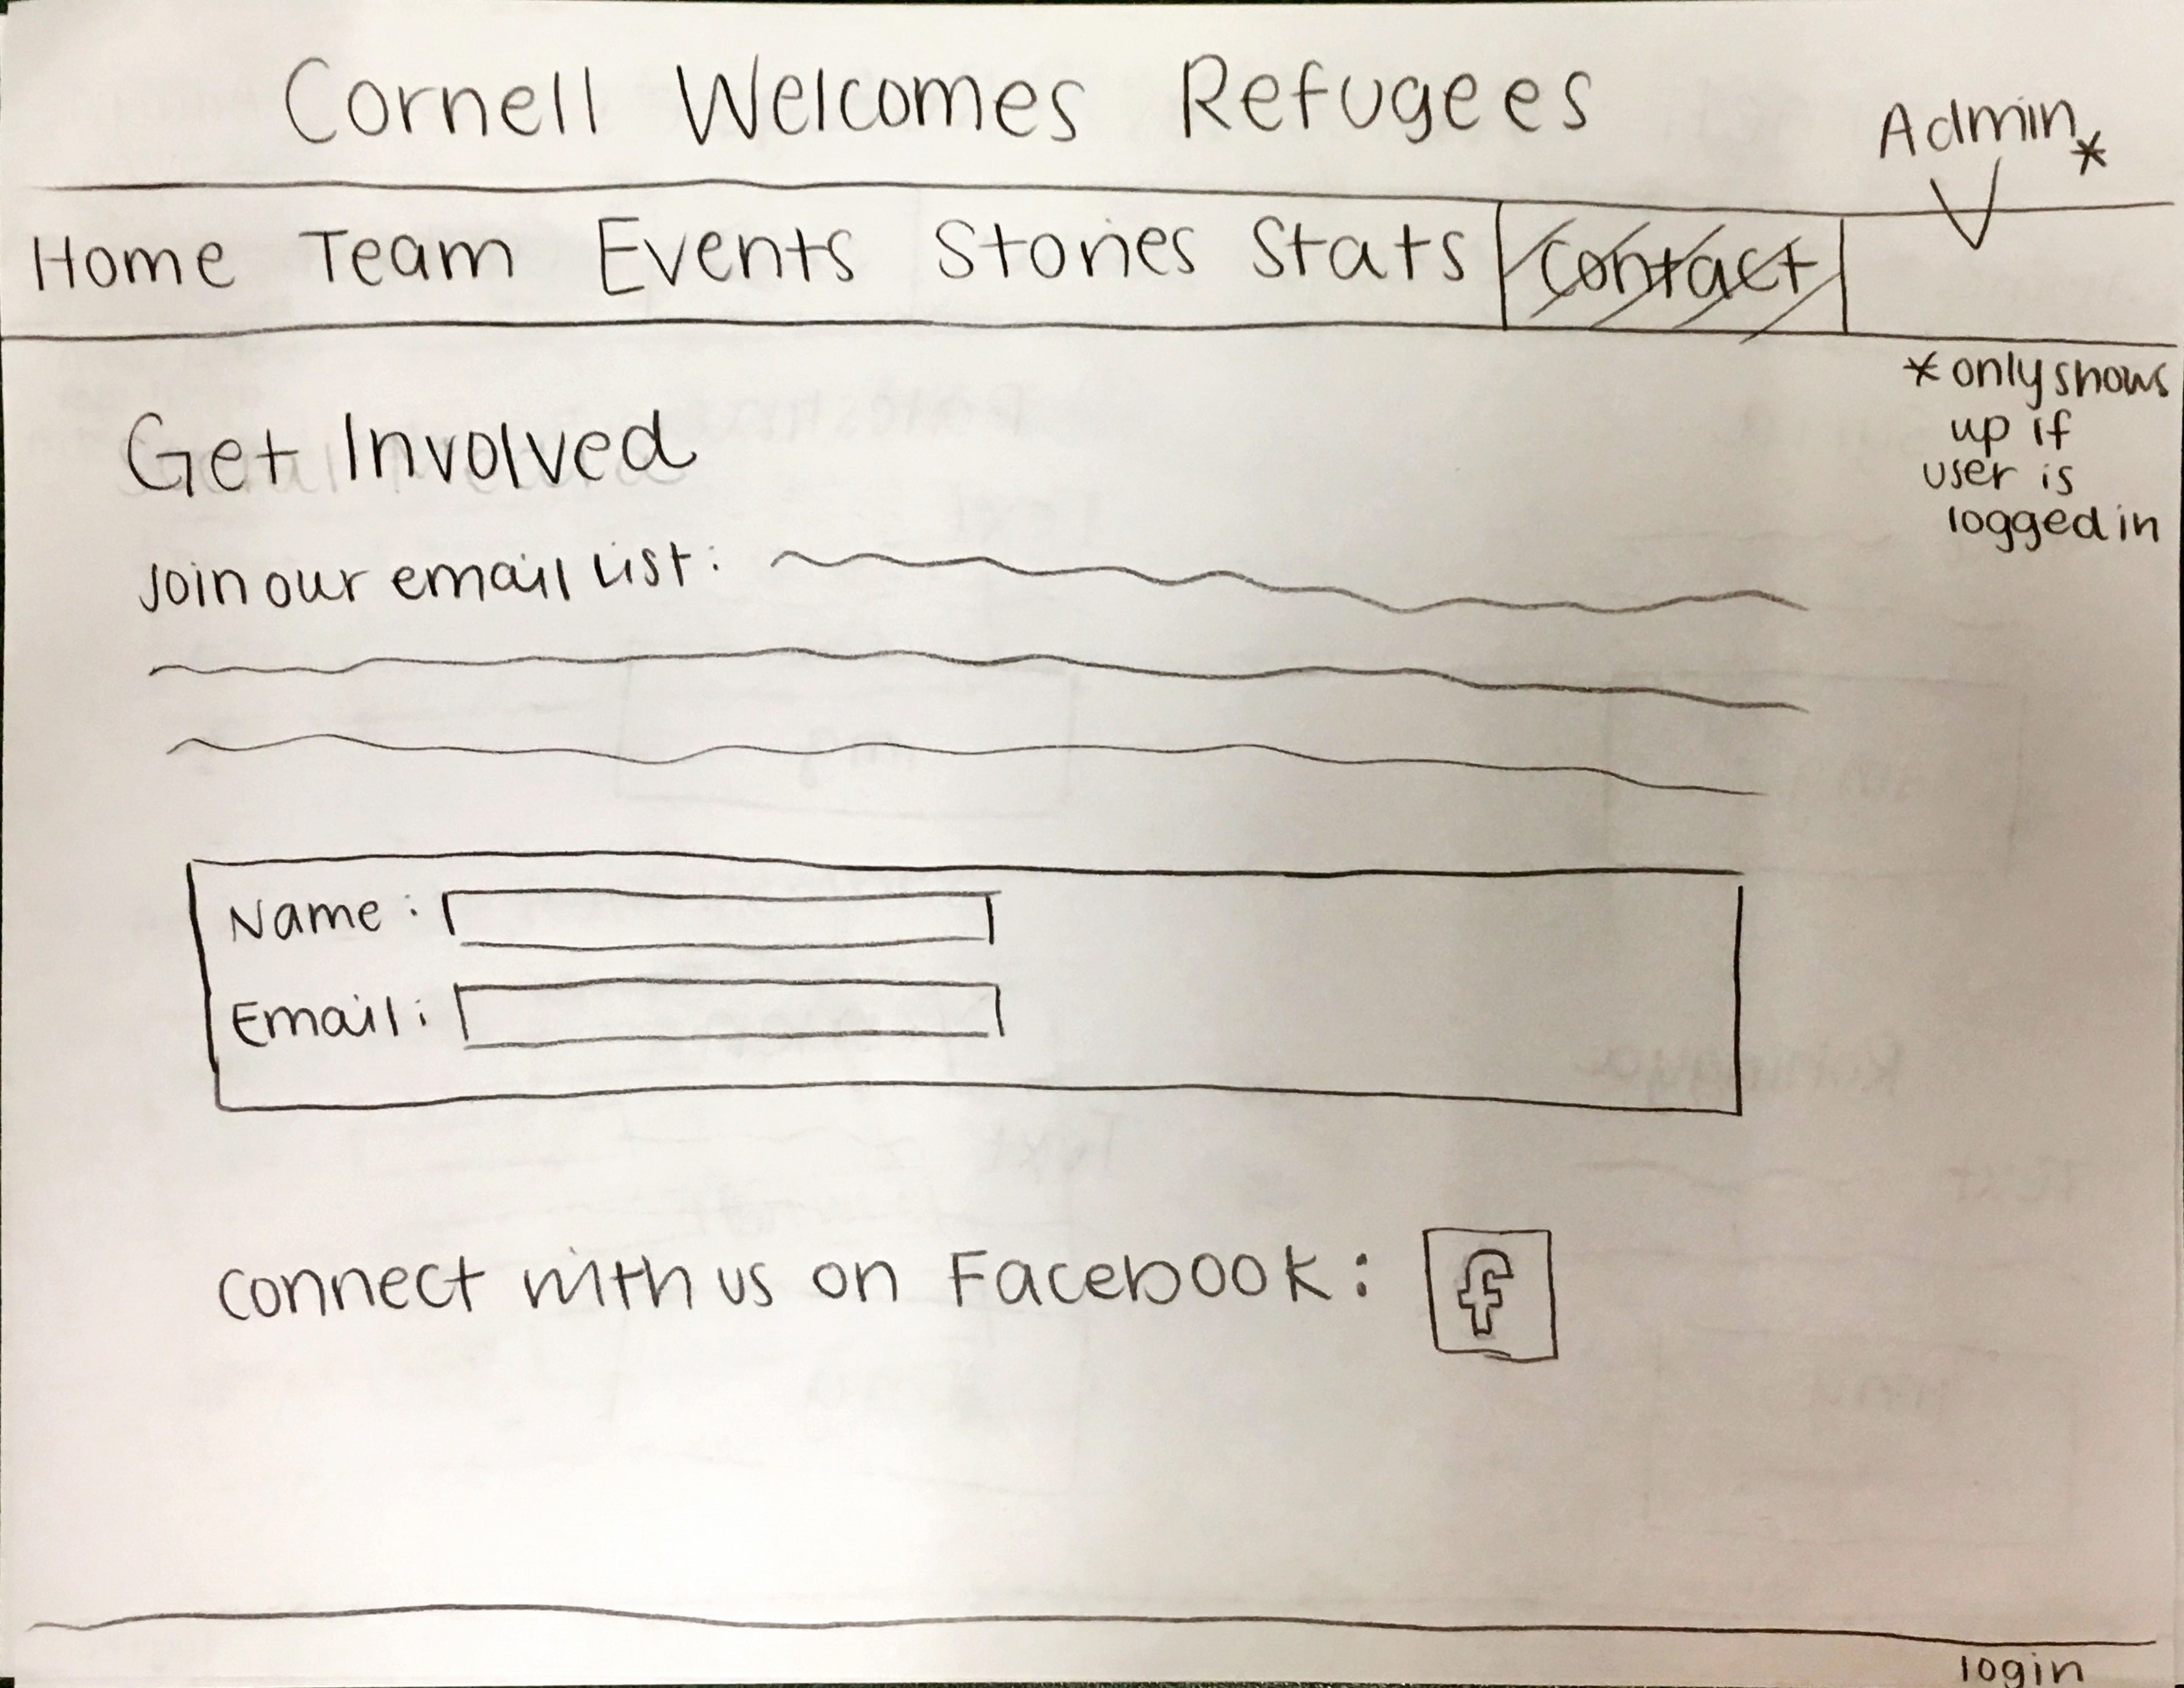 Cornell Welcomes Refugees
Admin*
Home Team Events Stories Stats Contact
*only shows
up if
user is
logged in
Get Involved
Join our email list:
Name:
Email:
connect with us on Facebook: f
login